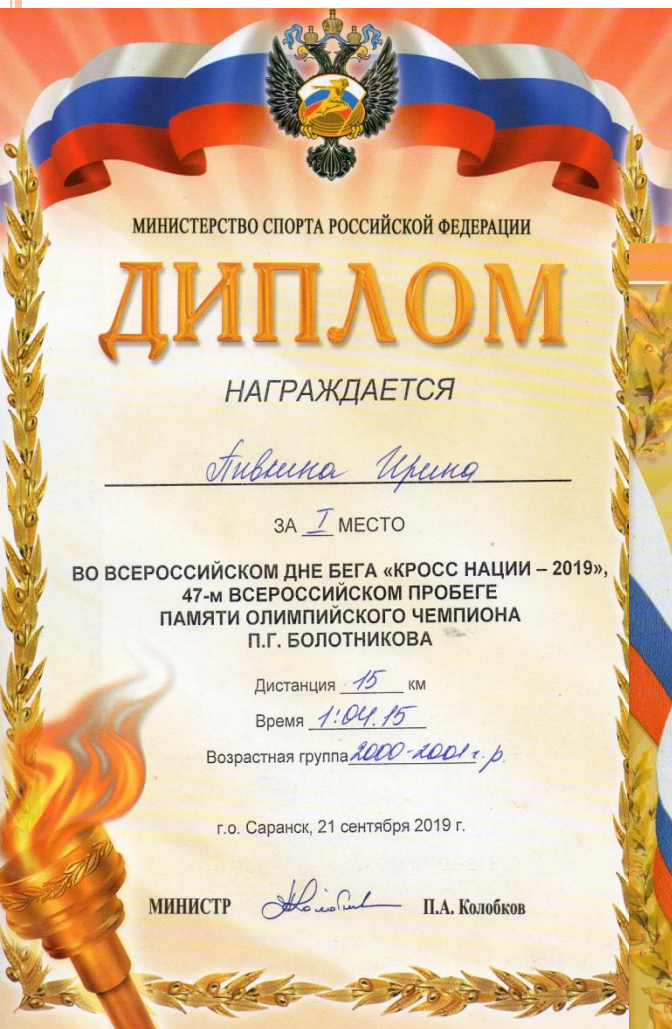 МИНИСТЕРСТВО СПОРТА РОССИЙСКОЙ ФЕДЕРАЦИИ
ДИПЛОМ
НАГРАЖДАЕТСЯ
Пивкина Ирина
ЗА I МЕСТО
ВО ВСЕРОССИЙСКОМ ДНЕ БЕГА «КРОСС НАЦИИ – 2019»,
47-м ВСЕРОССИЙСКОМ ПРОБЕГЕ
ПАМЯТИ ОЛИМПИЙСКОГО ЧЕМПИОНА
П.Г. БОЛОТНИКОВА
Дистанция 15 км
Время 1:04.15
Возрастная группа 2000-2001 г.р.
г.о. Саранск, 21 сентября 2019 г.
МИНИСТР П.А. Колобков